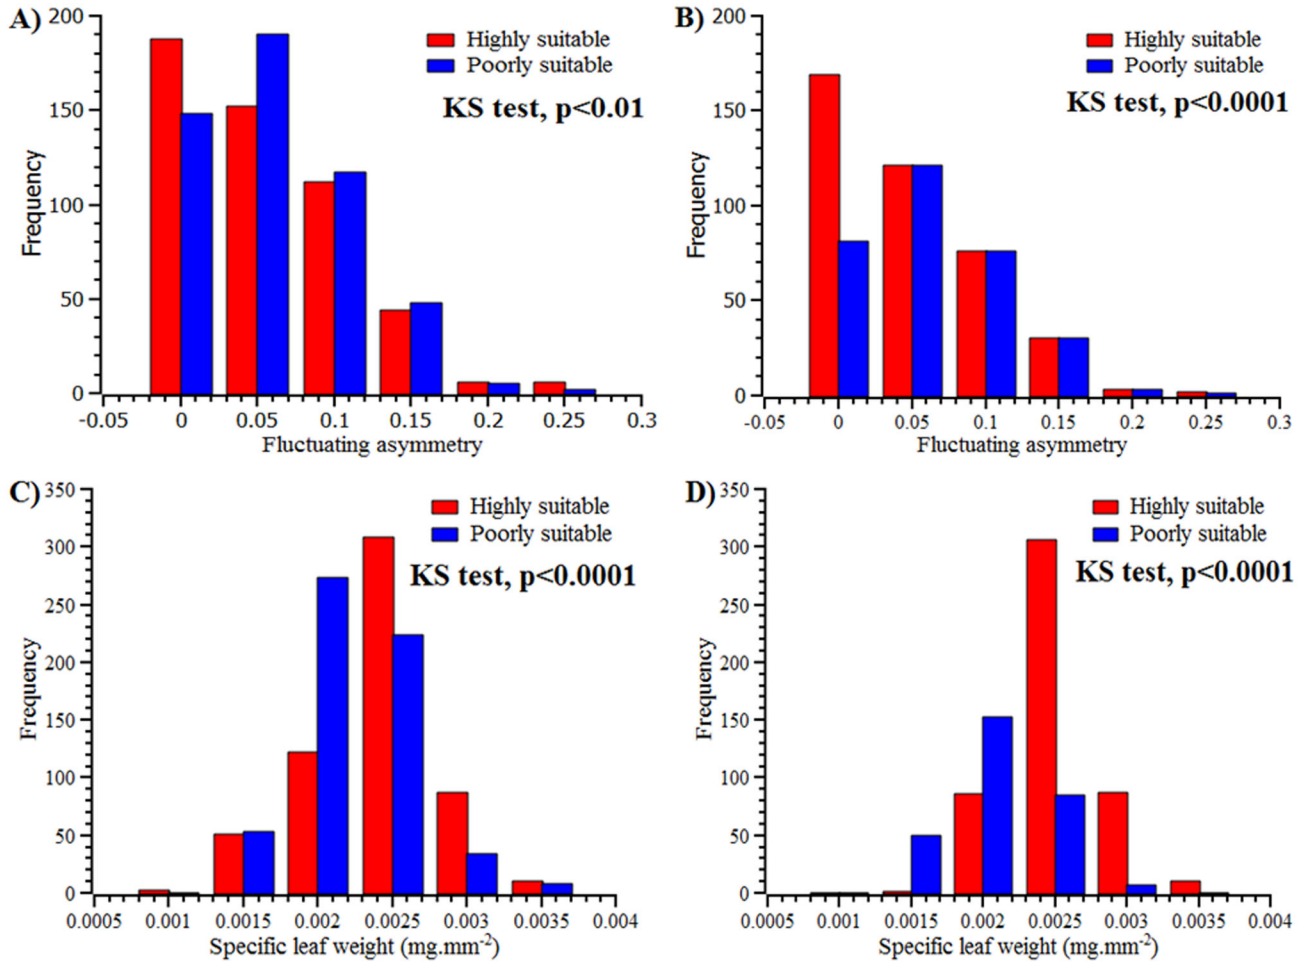 A)
200
150
100
50
0
Frequency
Highly suitable
Poorly suitable
KS test, p<0.01
-0.05 0 0.05 0.1 0.15 0.2 0.25 0.3
Fluctuating asymmetry
B)
200
150
100
50
0
Frequency
Highly suitable
Poorly suitable
KS test, p<0.0001
-0.05 0 0.05 0.1 0.15 0.2 0.25 0.3
Fluctuating asymmetry
C)
350
300
250
200
150
100
50
0
Frequency
Highly suitable
Poorly suitable
KS test, p<0.0001
0.0005 0.001 0.0015 0.002 0.0025 0.003 0.0035 0.004
Specific leaf weight (mg.mm⁻²)
D)
350
300
250
200
150
100
50
0
Frequency
Highly suitable
Poorly suitable
KS test, p<0.0001
0.0005 0.001 0.0015 0.002 0.0025 0.003 0.0035 0.004
Specific leaf weight (mg.mm⁻²)